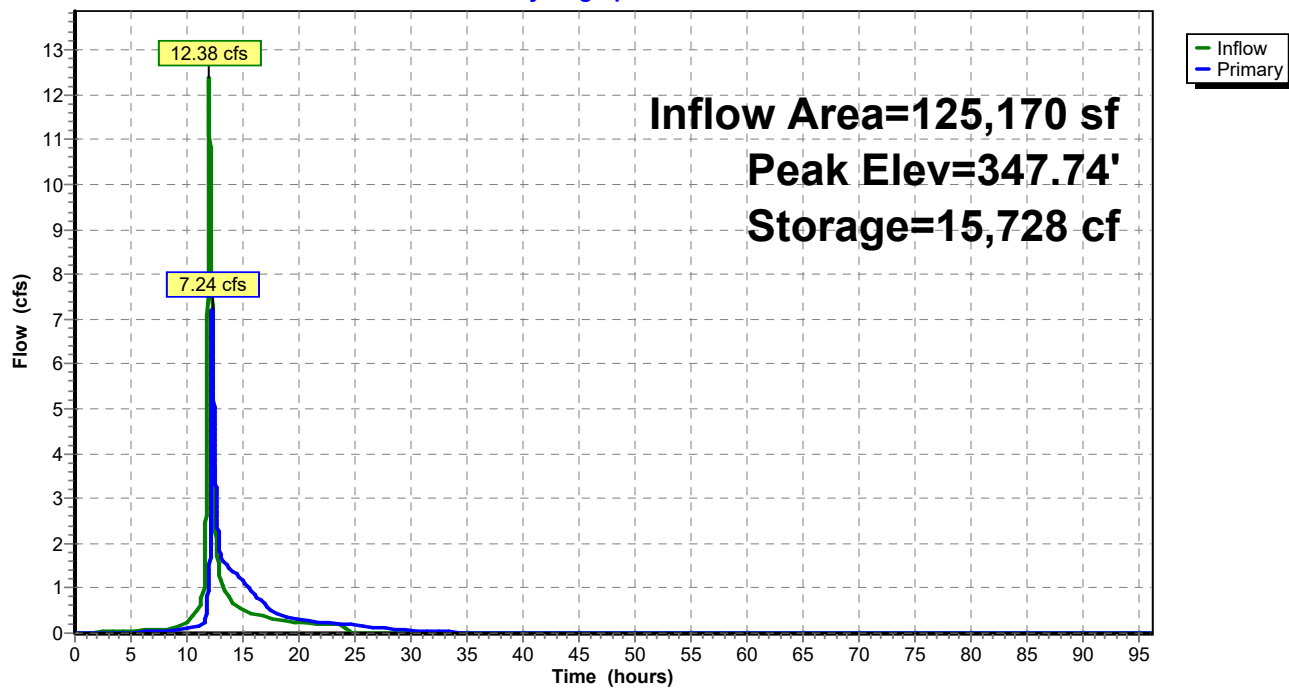 Inflow
Primary
12.38 cfs
7.24 cfs
Inflow Area=125,170 sf
Peak Elev=347.74'
Storage=15,728 cf
Flow (cfs)
13
12
11
10
9
8
7
6
5
4
3
2
1
0
0 5 10 15 20 25 30 35 40 45 50 55 60 65 70 75 80 85 90 95
Time (hours)